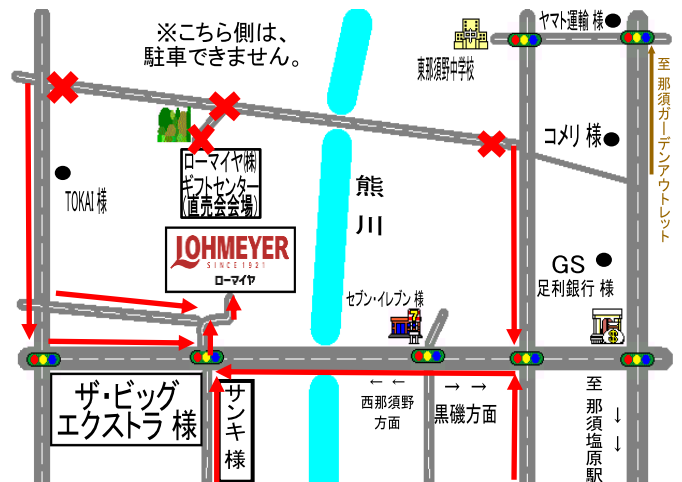 ※こちら側は、
駐車できません。
ヤマト運輸 様
東那須野中学校
至 那須ガーデンアウトレット
コメリ 様
ローマイヤ㈱
ギフトセンター
(直売会会場)
熊川
TOKAI 様
LOHMEYER
SINCE 1921
ローマイヤ
GS
足利銀行 様
セブン・イレブン 様
7
ザ・ビッグ
エクストラ 様
サンキ 様
← ←
西那須野
方面
→ →
黒磯方面
至 那須塩原駅
→ →